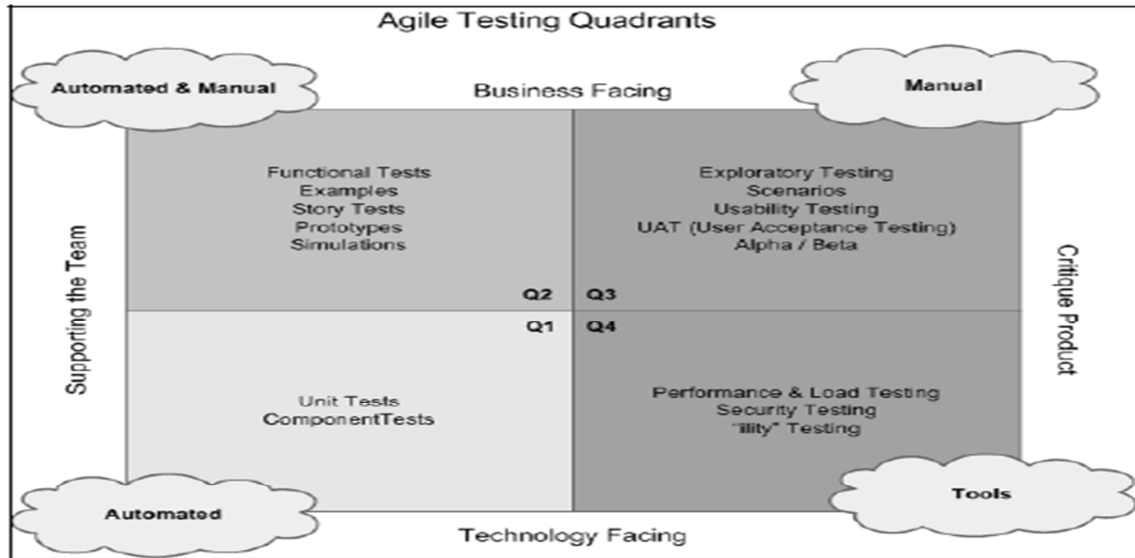 Agile Testing Quadrants
Automated & Manual
Business Facing
Manual
Functional Tests
Examples
Story Tests
Prototypes
Simulations
Q2
Exploratory Testing
Scenarios
Usability Testing
UAT (User Acceptance Testing)
Alpha / Beta
Q3
Supporting the Team
Critique Product
Q1
Unit Tests
ComponentTests
Q4
Performance & Load Testing
Security Testing
"ility" Testing
Automated
Technology Facing
Tools